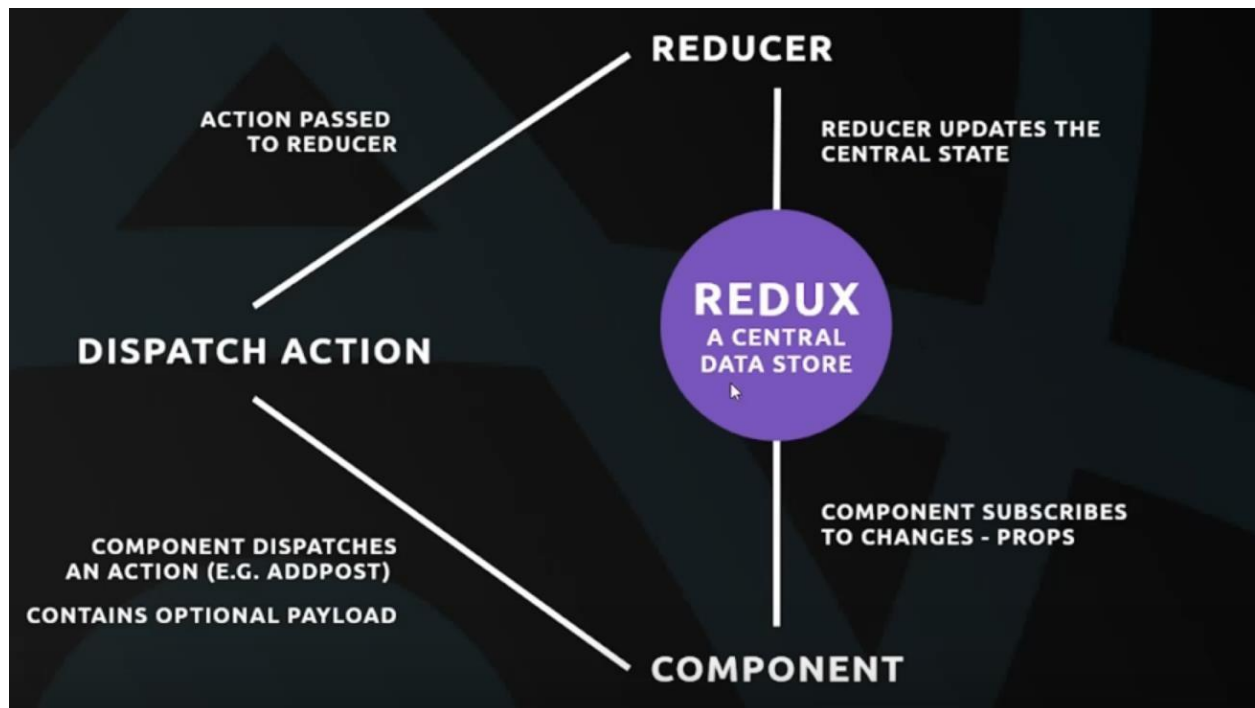 REDUCER
ACTION PASSED
TO REDUCER
REDUCER UPDATES THE
CENTRAL STATE
REDUX
A CENTRAL
DATA STORE
DISPATCH ACTION
COMPONENT SUBSCRIBES
TO CHANGES - PROPS
COMPONENT DISPATCHES
AN ACTION (E.G. ADDPOST)
CONTAINS OPTIONAL PAYLOAD
COMPONENT